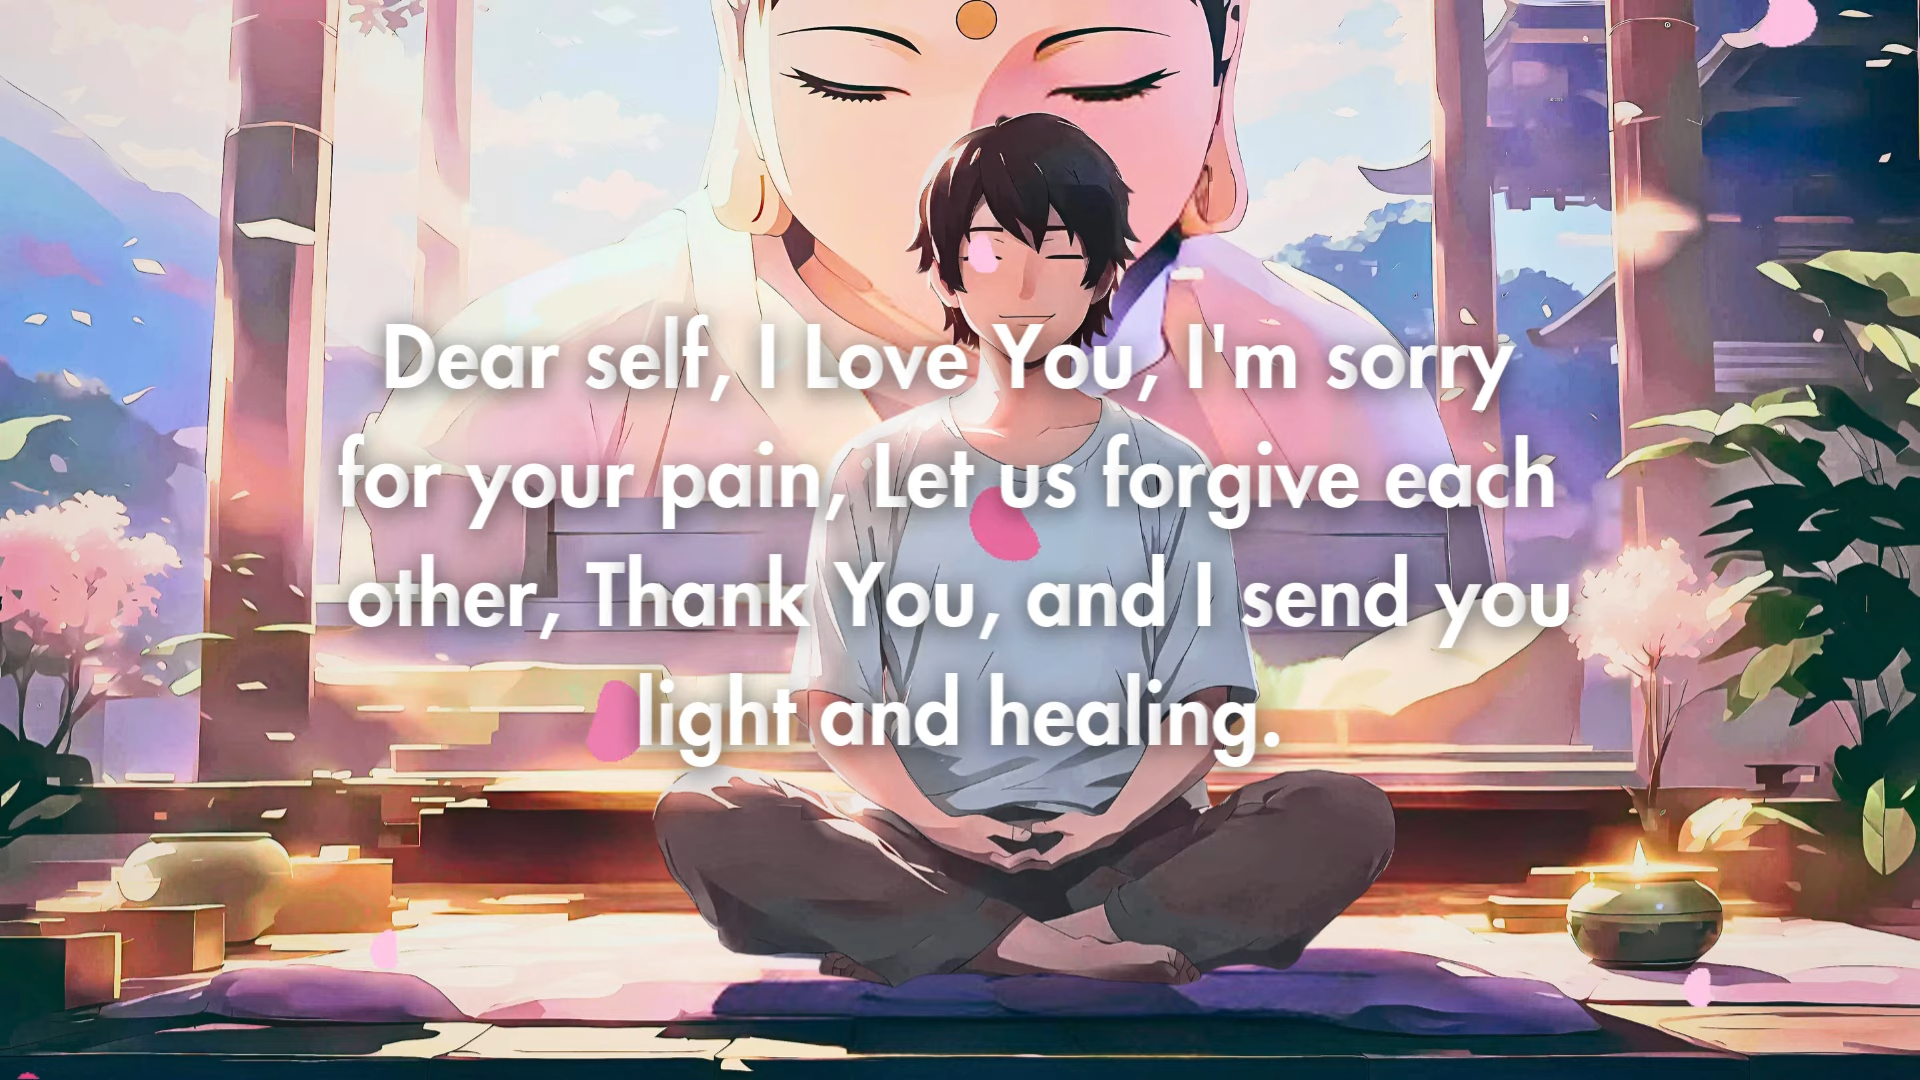 Dear self, I Love You, I'm sorry
for your pain, Let us forgive each
other, Thank You, and I send you
light and healing.